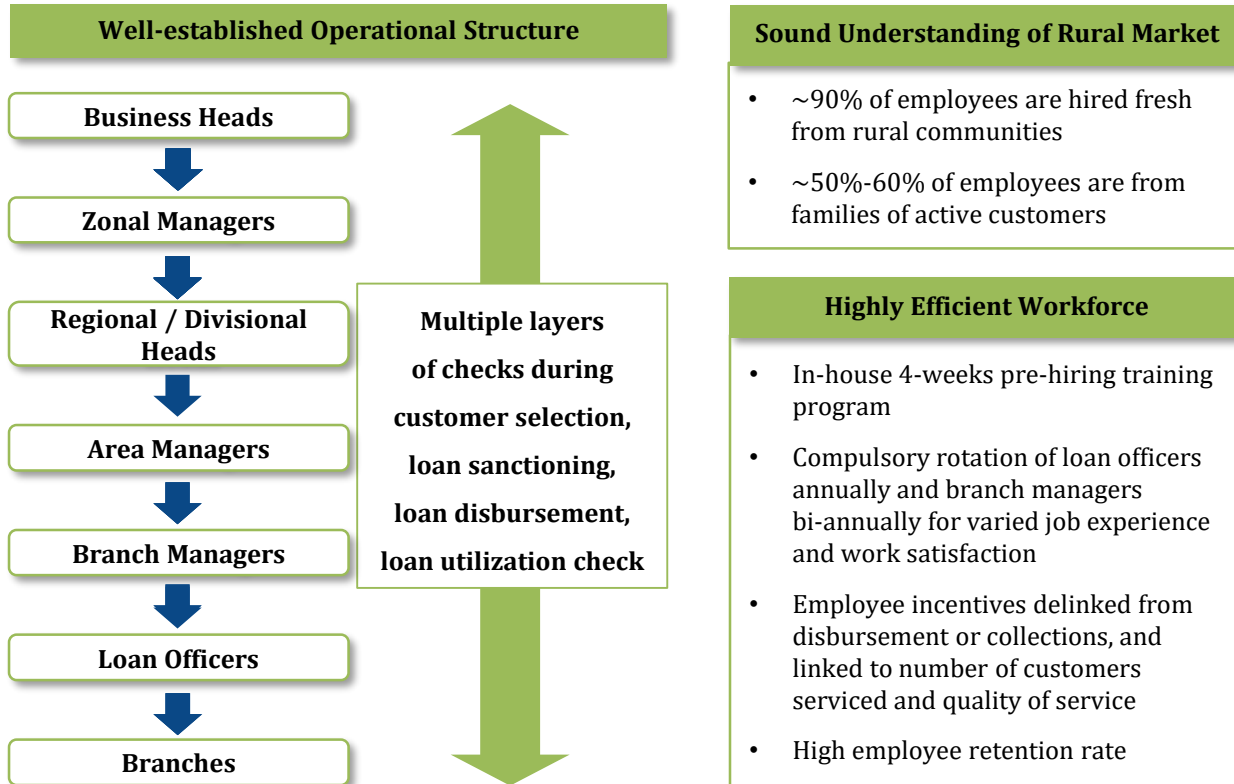 Well-established Operational Structure
Business Heads
Zonal Managers
Regional / Divisional
Heads
Area Managers
Branch Managers
Loan Officers
Branches
Multiple layers
of checks during
customer selection,
loan sanctioning,
loan disbursement,
loan utilization check
Sound Understanding of Rural Market
• ~90% of employees are hired fresh
from rural communities
• ~50%-60% of employees are from
families of active customers
Highly Efficient Workforce
• In-house 4-weeks pre-hiring training
program
• Compulsory rotation of loan officers
annually and branch managers
bi-annually for varied job experience
and work satisfaction
• Employee incentives delinked from
disbursement or collections, and
linked to number of customers
serviced and quality of service
• High employee retention rate